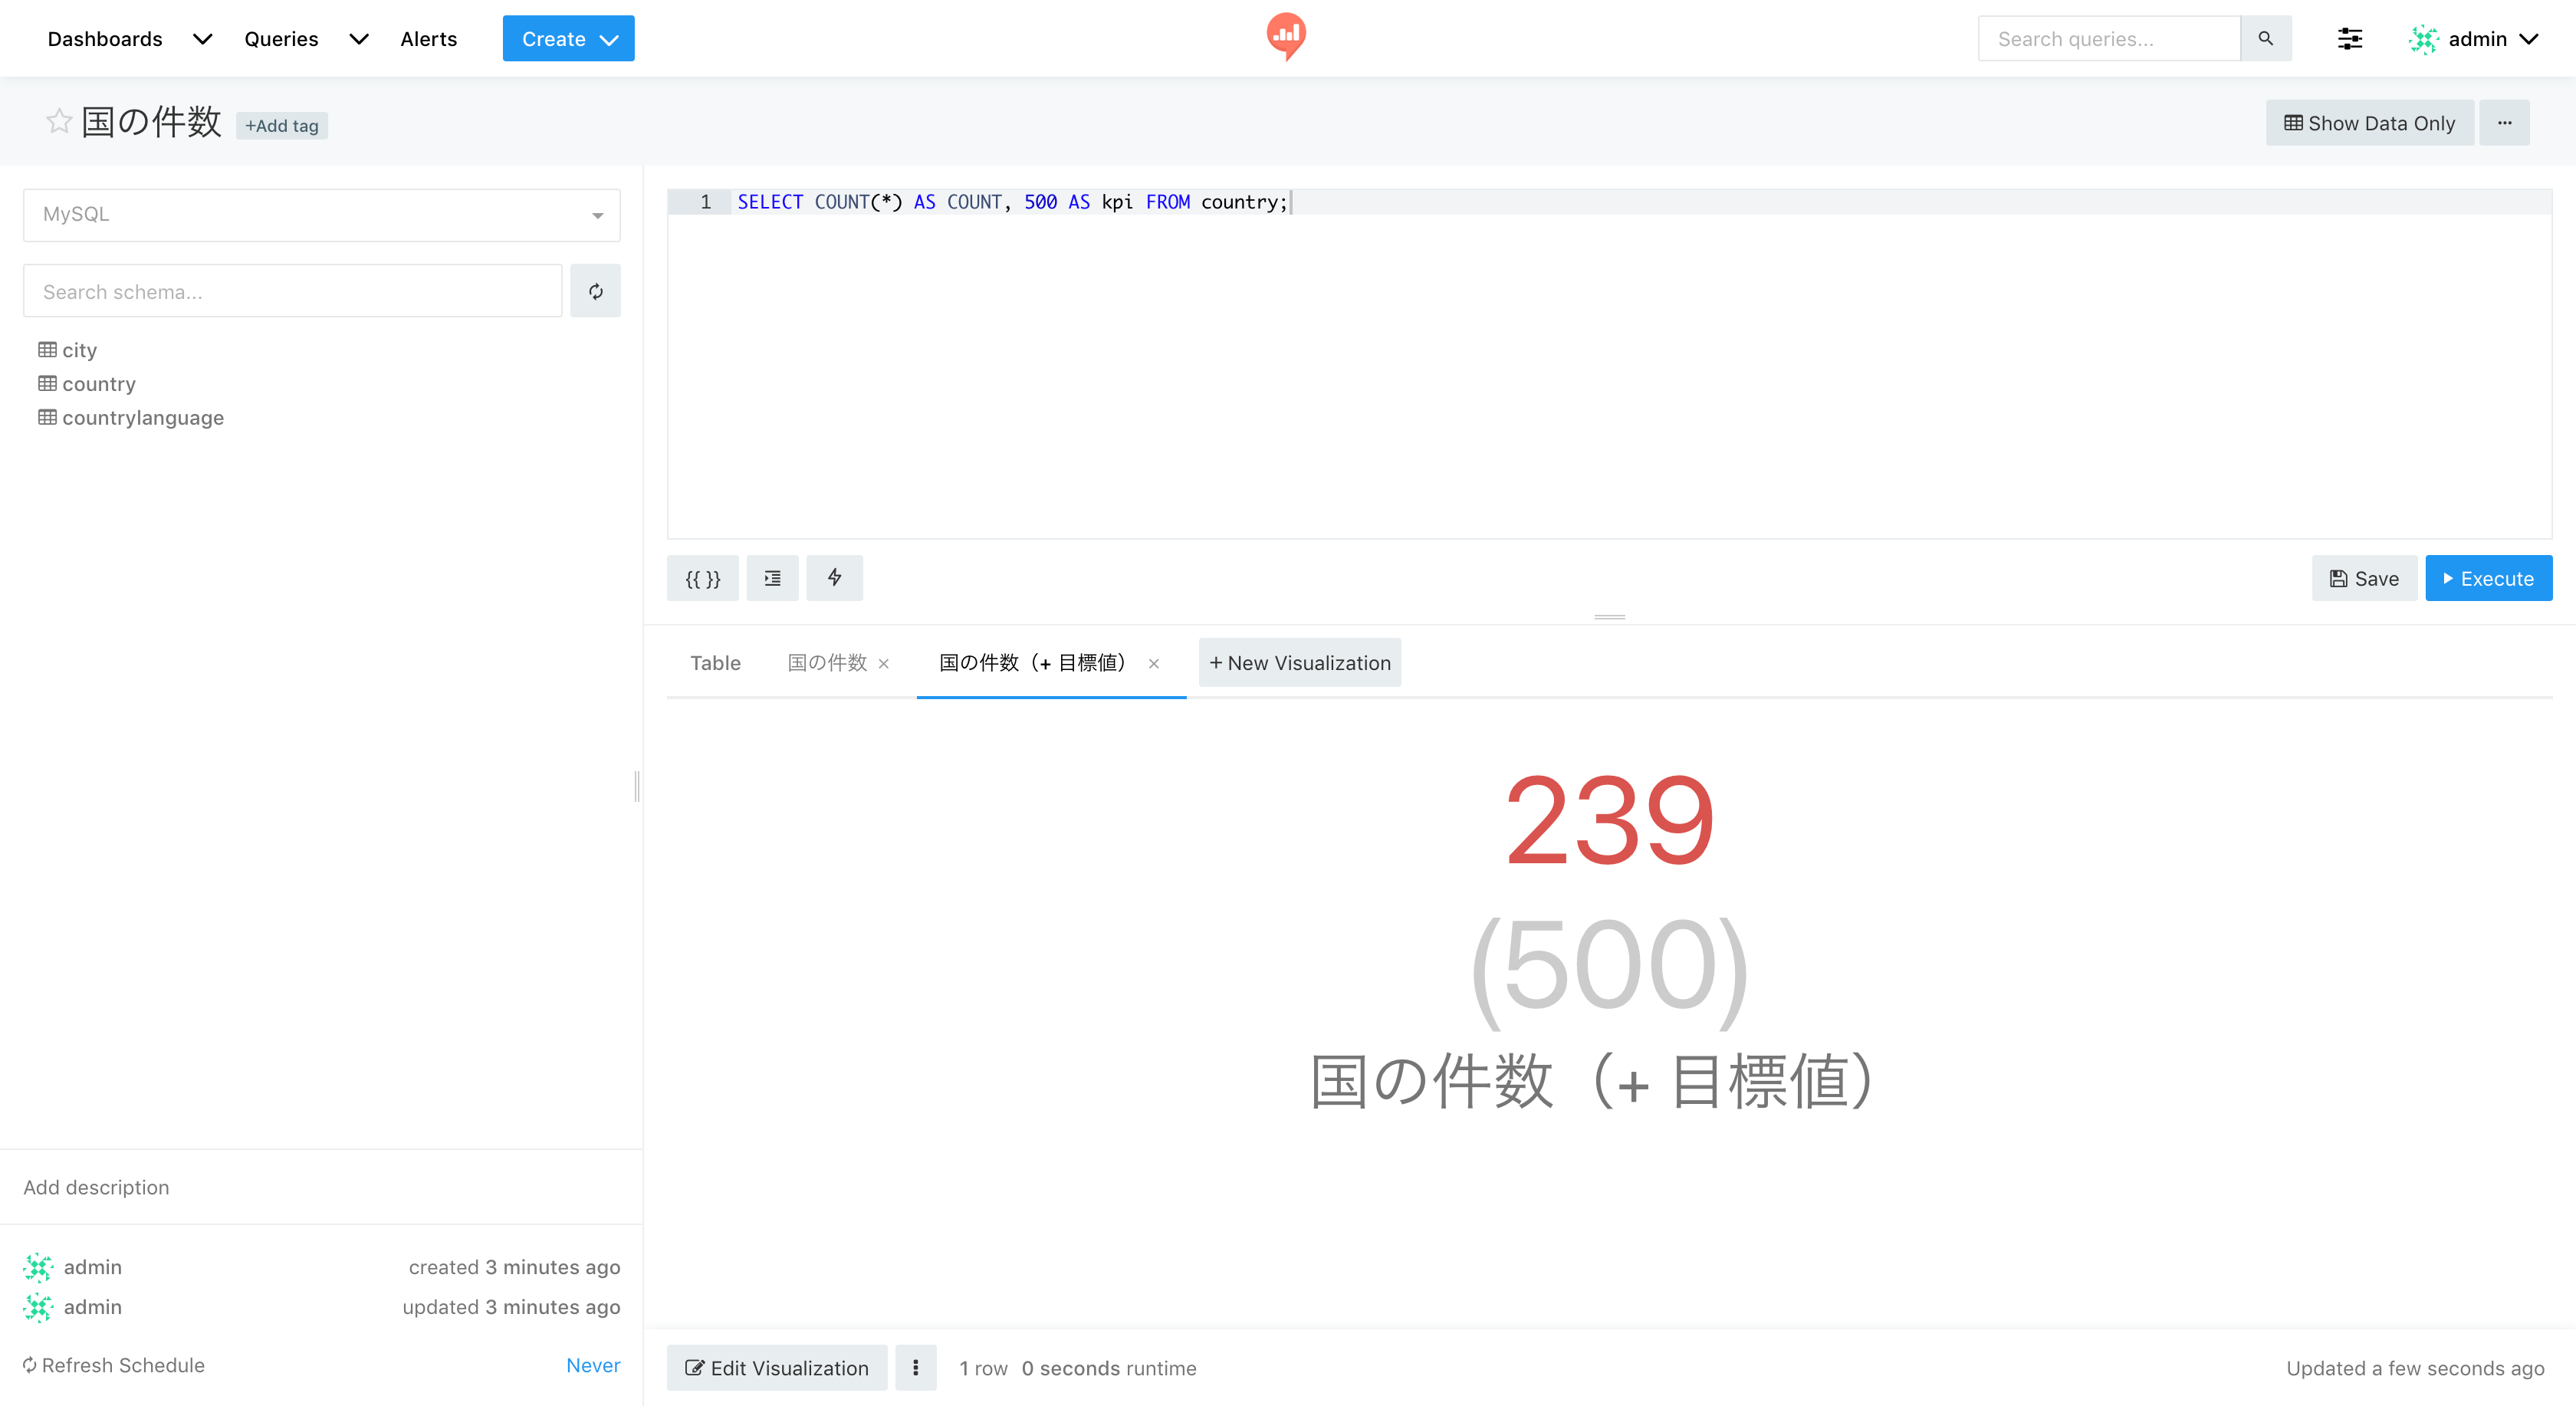 Dashboards Queries Alerts Create Search queries... admin
国の件数 +Add tag Show Data Only ...
MySQL
Search schema...
city
country
countrylanguage
Add description
admin created 3 minutes ago
admin updated 3 minutes ago
Refresh Schedule Never
1 SELECT COUNT(*) AS COUNT, 500 AS kpi FROM country;
{{ }} Save Execute
Table 国の件数 × 国の件数（+ 目標値） × + New Visualization
239
(500)
国の件数（+ 目標値）
Edit Visualization 1 row 0 seconds runtime Updated a few seconds ago